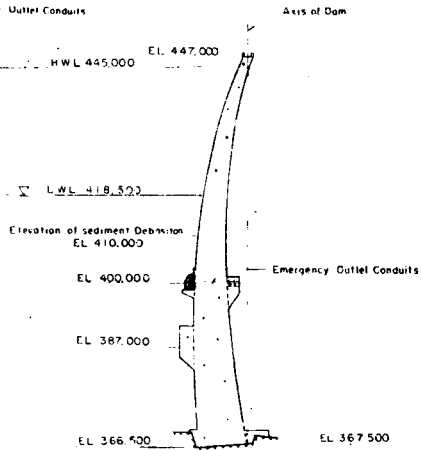 Outlet Conduits
Axis of Dam
EL 447,000
HWL 445,000
LWL 418,500
Elevation of sediment Deposition
EL 410,000
EL 400,000
Emergency Outlet Conduits
EL 387,000
EL 366,500
EL 367,500